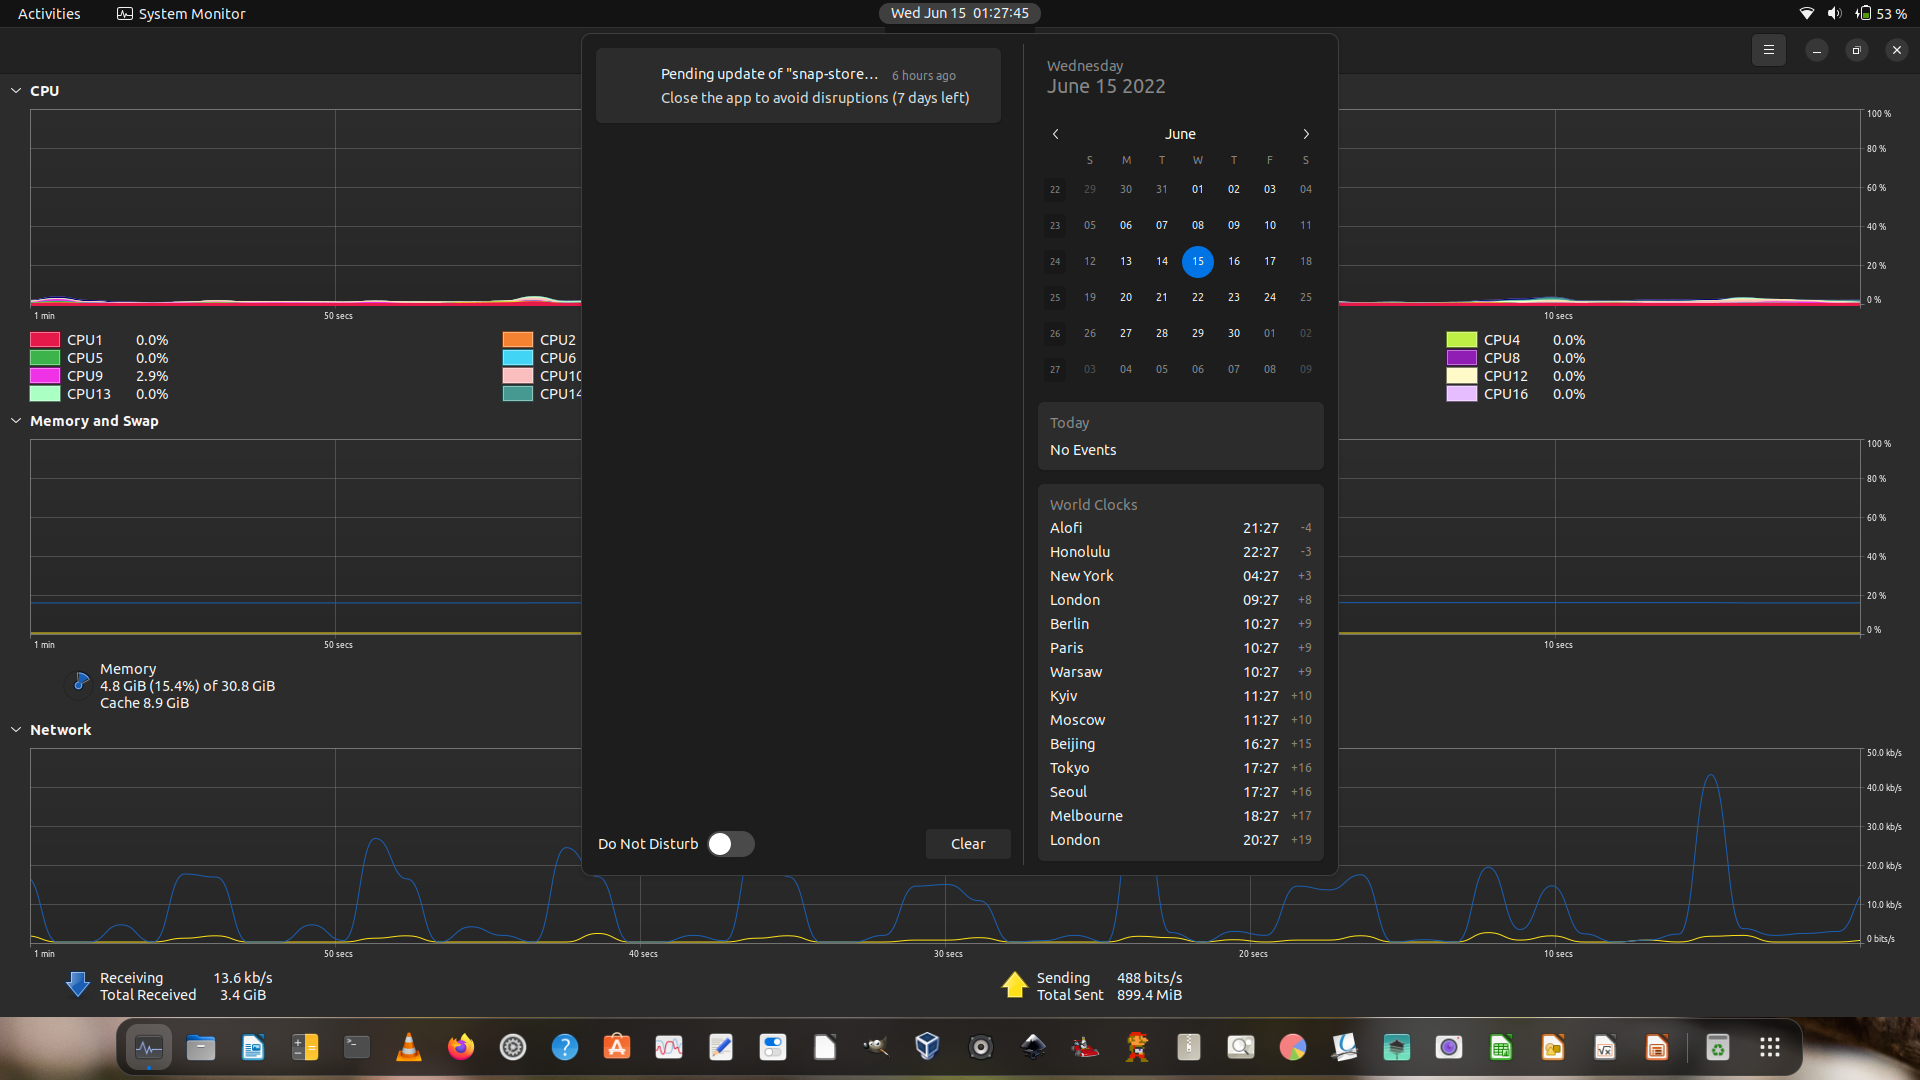 Activities
System Monitor
Wed Jun 15 01:27:45
53 %
CPU
100 %
80 %
60 %
40 %
20 %
0 %
1 min
50 secs
10 secs
CPU1 0.0%
CPU2
CPU4 0.0%
CPU5 0.0%
CPU6
CPU8 0.0%
CPU9 2.9%
CPU10
CPU12 0.0%
CPU13 0.0%
CPU14
CPU16 0.0%
Memory and Swap
100 %
80 %
60 %
40 %
20 %
0 %
1 min
50 secs
10 secs
Memory
4.8 GiB (15.4%) of 30.8 GiB
Cache 8.9 GiB
Network
50.0 kb/s
40.0 kb/s
30.0 kb/s
20.0 kb/s
10.0 kb/s
0 bits/s
1 min
50 secs
40 secs
30 secs
20 secs
10 secs
Receiving 13.6 kb/s
Total Received 3.4 GiB
Sending 488 bits/s
Total Sent 899.4 MiB
Pending update of "snap-store… 6 hours ago
Close the app to avoid disruptions (7 days left)
Do Not Disturb
Clear
Wednesday
June 15 2022
June
S M T W T F S
22 29 30 31 01 02 03 04
23 05 06 07 08 09 10 11
24 12 13 14 15 16 17 18
25 19 20 21 22 23 24 25
26 26 27 28 29 30 01 02
27 03 04 05 06 07 08 09
Today
No Events
World Clocks
Alofi 21:27 -4
Honolulu 22:27 -3
New York 04:27 +3
London 09:27 +8
Berlin 10:27 +9
Paris 10:27 +9
Warsaw 10:27 +9
Kyiv 11:27 +10
Moscow 11:27 +10
Beijing 16:27 +15
Tokyo 17:27 +16
Seoul 17:27 +16
Melbourne 18:27 +17
London 20:27 +19